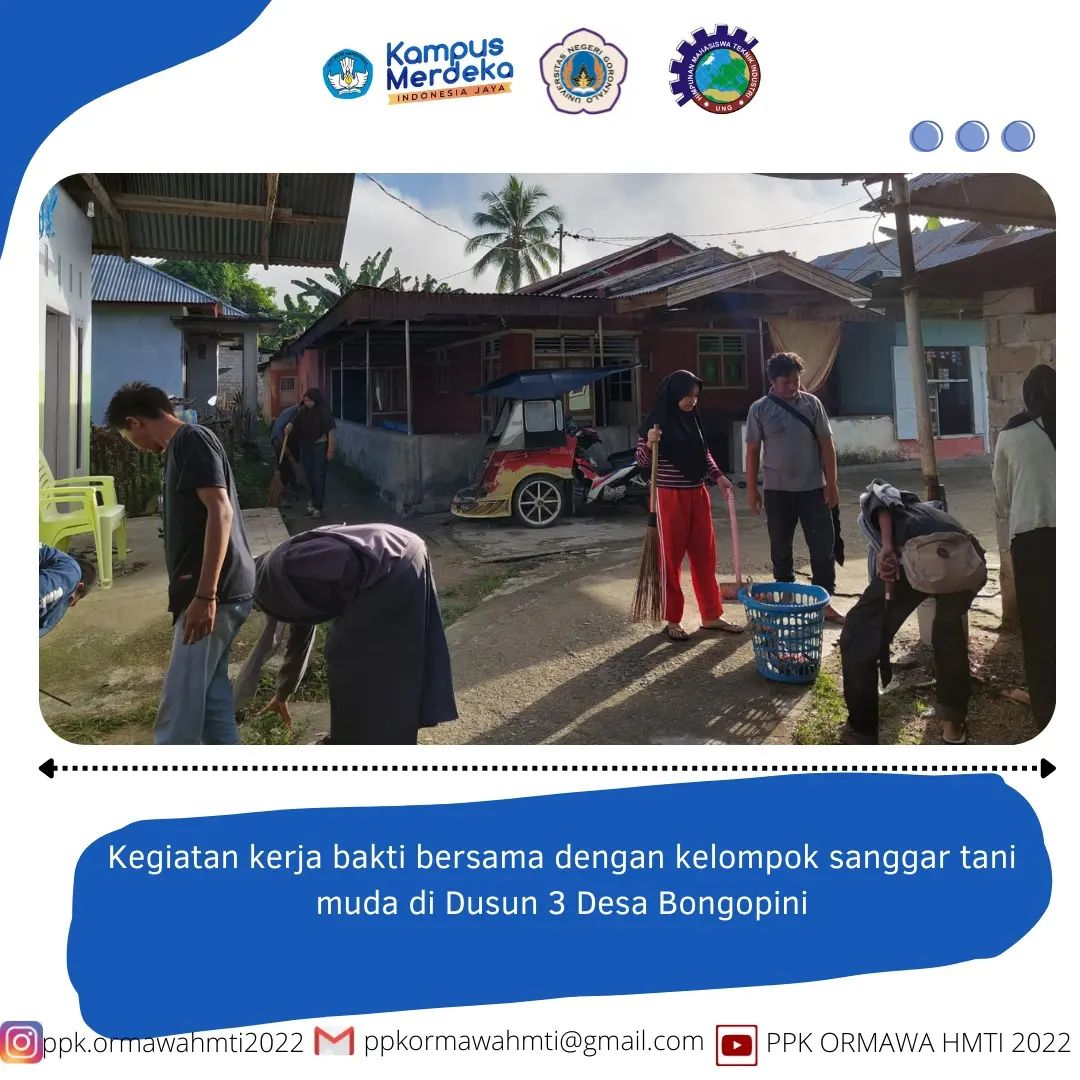 Kampus
Merdeka
INDONESIA JAYA
UNIVERSITAS NEGERI GORONTALO
HIMPUNAN MAHASISWA TEKNIK INDUSTRI
UNG
Kegiatan kerja bakti bersama dengan kelompok sanggar tani
muda di Dusun 3 Desa Bongopini
ppk.ormawahmti2022
ppkormawahmti@gmail.com
PPK ORMAWA HMTI 2022